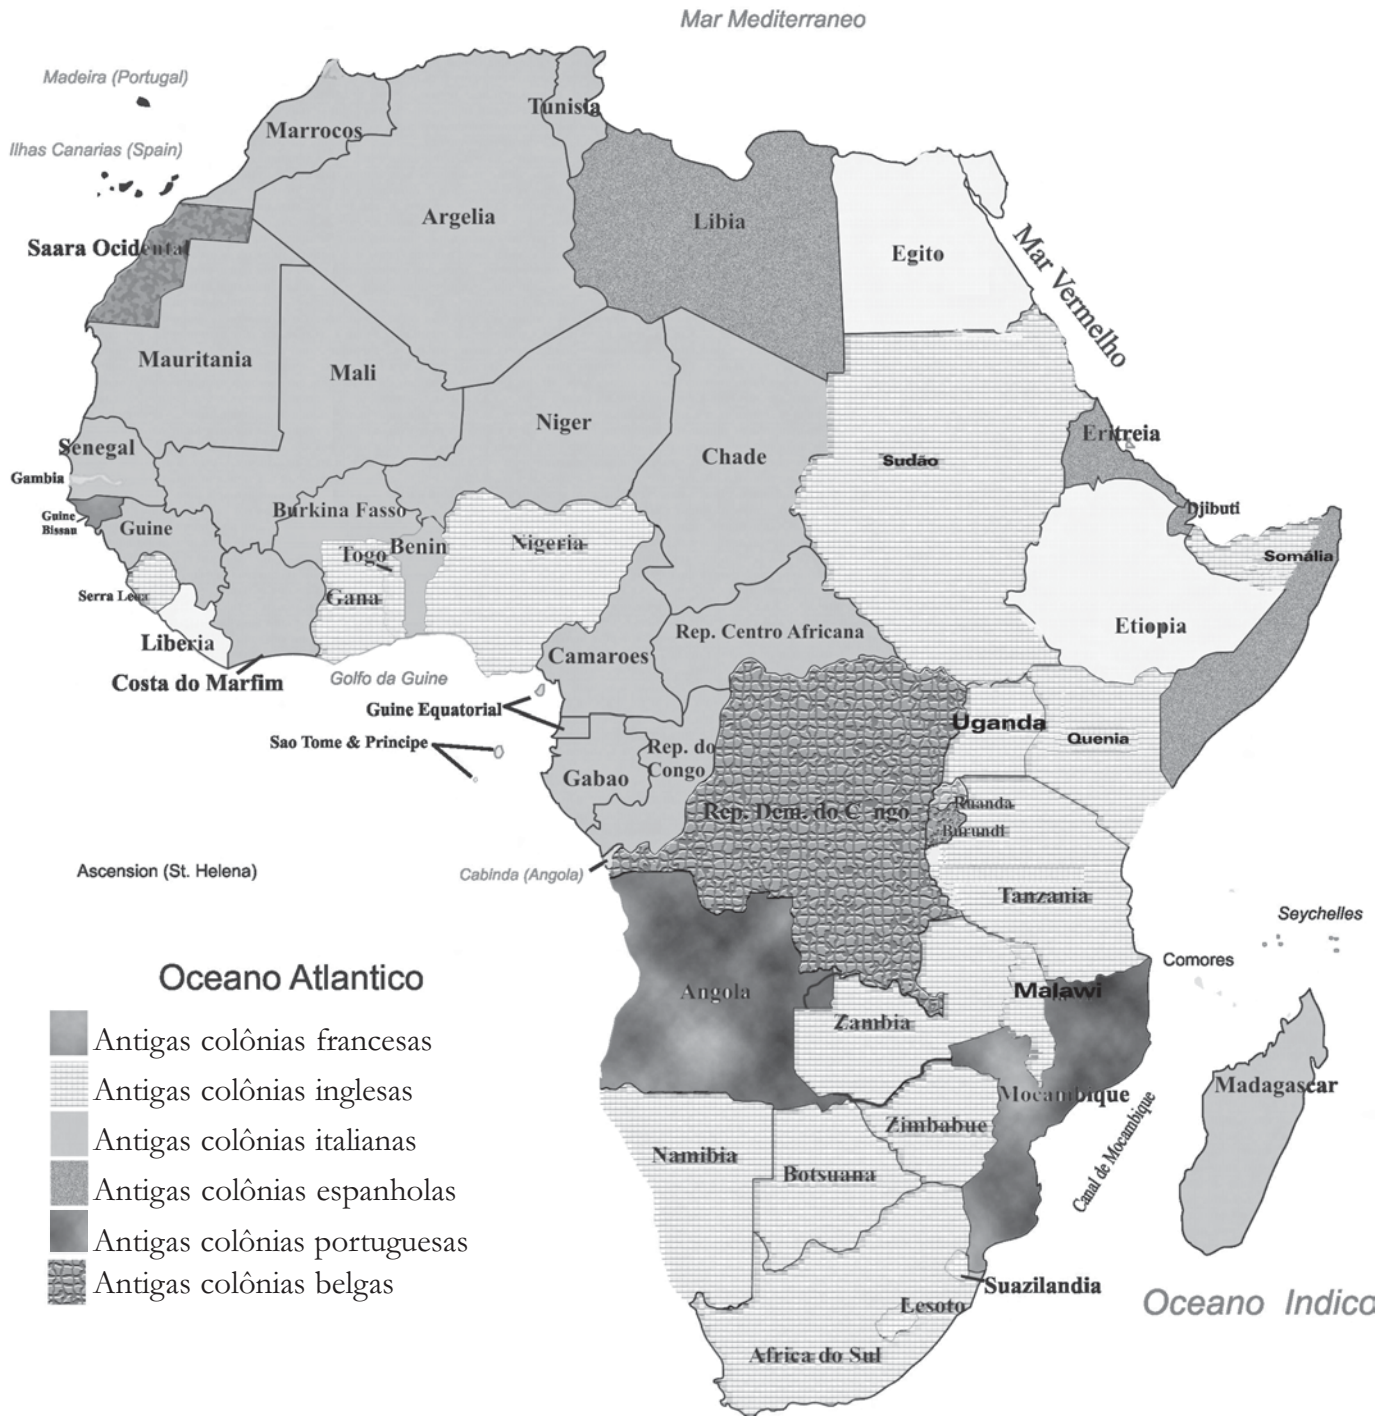 Mar Mediterraneo
Madeira (Portugal)
Tunisia
Marrocos
Ilhas Canarias (Spain)
Argelia
Libia
Saara Ocidental
Egito
Mar Vermelho
Mauritania
Mali
Niger
Eritreia
Senegal
Chade
Sudão
Gambia
Djibuti
Guine
Bissau
Guine
Burkina Fasso
Benin
Nigeria
Togo
Somália
Serra Leoa
Gana
Etiopia
Liberia
Rep. Centro Africana
Camaroes
Costa do Marfim
Golfo da Guine
Guine Equatorial
Uganda
Quenia
Sao Tome & Principe
Rep. do
Congo
Gabao
Ruanda
Rep. Dem. do C ngo
Burundi
Ascension (St. Helena)
Cabinda (Angola)
Tanzania
Seychelles
Comores
Oceano Atlantico
Angola
Malawi
Zambia
Antigas colônias francesas
Antigas colônias inglesas
Madagascar
Mocambique
Canal de Mocambique
Zimbabue
Antigas colônias italianas
Namibia
Botsuana
Antigas colônias espanholas
Antigas colônias portuguesas
Antigas colônias belgas
Suazilandia
Lesoto
Oceano Indico
Africa do Sul